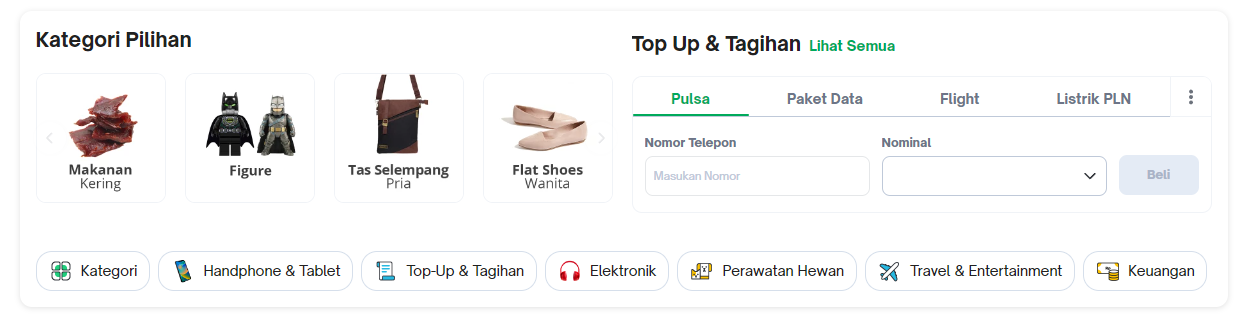 Kategori Pilihan
Makanan
Kering
Figure
Tas Selempang
Pria
Flat Shoes
Wanita
Top Up & Tagihan Lihat Semua
Pulsa Paket Data Flight Listrik PLN
Nomor Telepon Nominal
Masukan Nomor Beli
Kategori Handphone & Tablet Top-Up & Tagihan Elektronik Perawatan Hewan Travel & Entertainment Keuangan